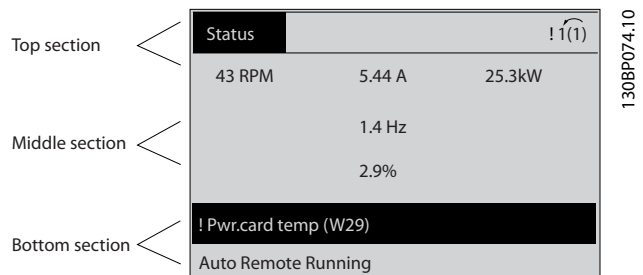 Top section
Status
! 1(1)
43 RPM 5.44 A 25.3kW
Middle section
1.4 Hz
2.9%
Bottom section
! Pwr.card temp (W29)
Auto Remote Running
130BP074.10